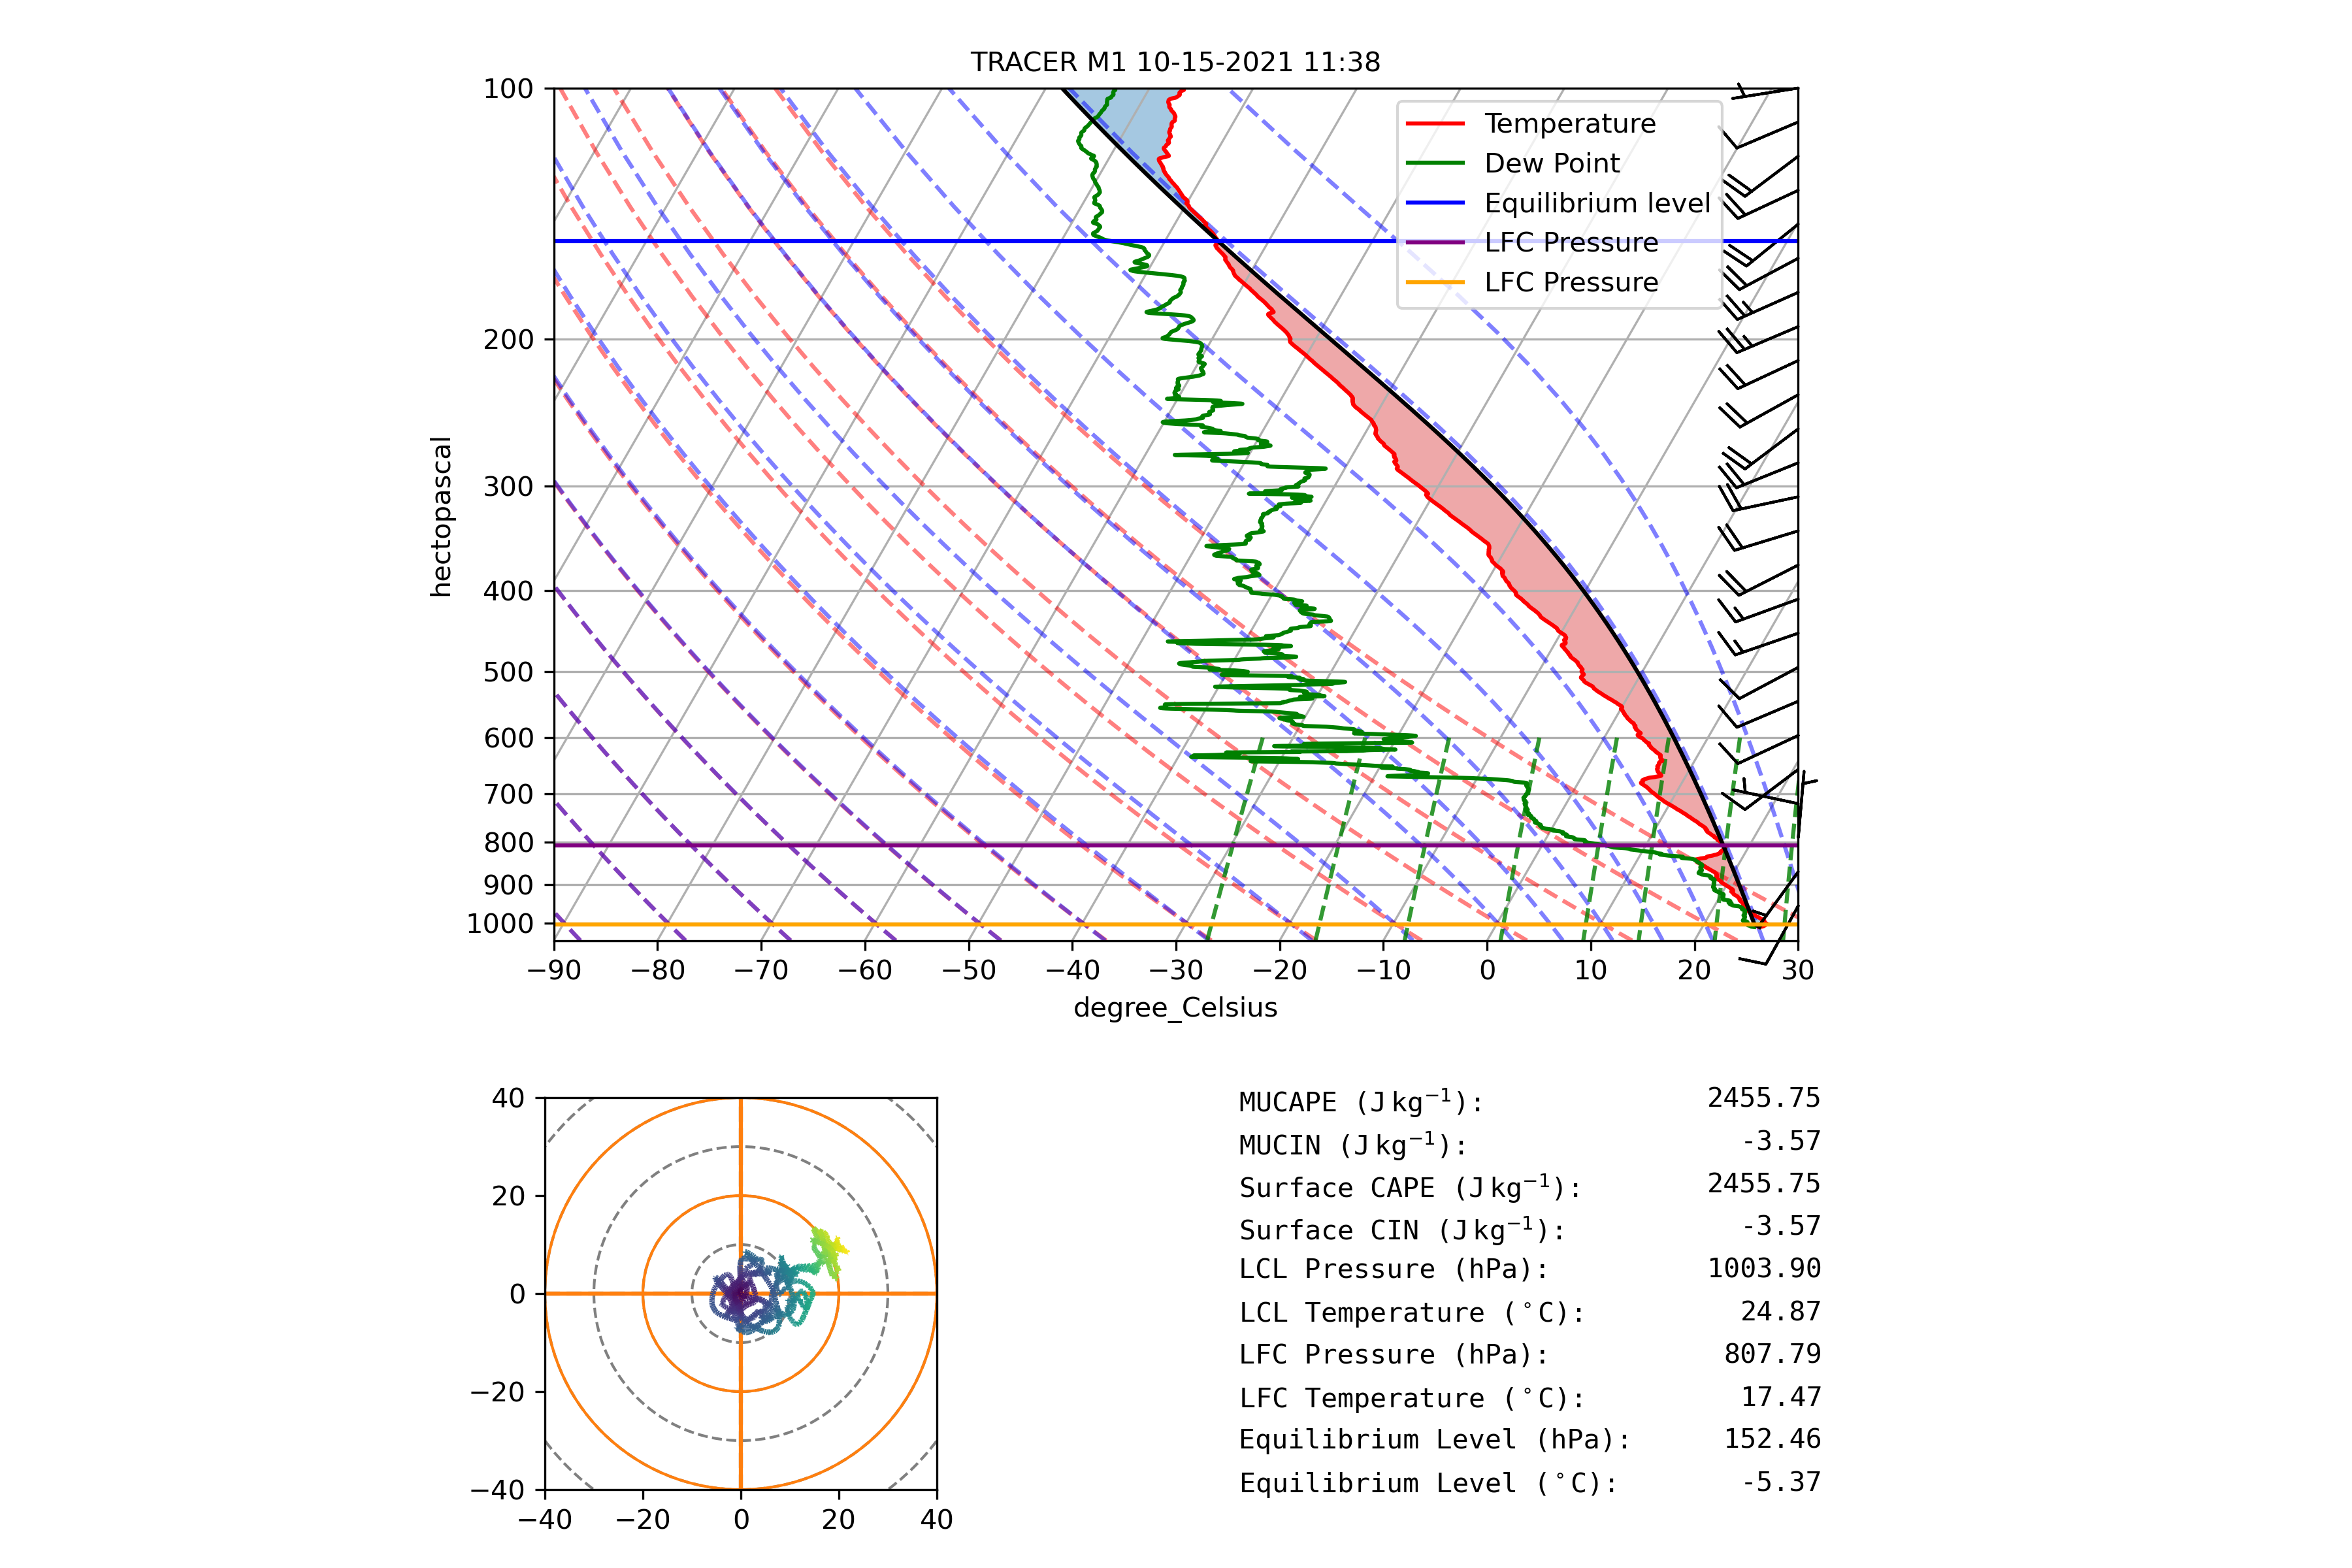 TRACER M1 10-15-2021 11:38
100
200
300
400
500
600
700
800
900
1000
hectopascal
Temperature
Dew Point
Equilibrium level
LFC Pressure
LFC Pressure
−90 −80 −70 −60 −50 −40 −30 −20 −10 0 10 20 30
degree_Celsius
40
20
0
−20
−40
−40 −20 0 20 40
MUCAPE (J kg⁻¹): 2455.75
MUCIN (J kg⁻¹): -3.57
Surface CAPE (J kg⁻¹): 2455.75
Surface CIN (J kg⁻¹): -3.57
LCL Pressure (hPa): 1003.90
LCL Temperature (°C): 24.87
LFC Pressure (hPa): 807.79
LFC Temperature (°C): 17.47
Equilibrium Level (hPa): 152.46
Equilibrium Level (°C): -5.37